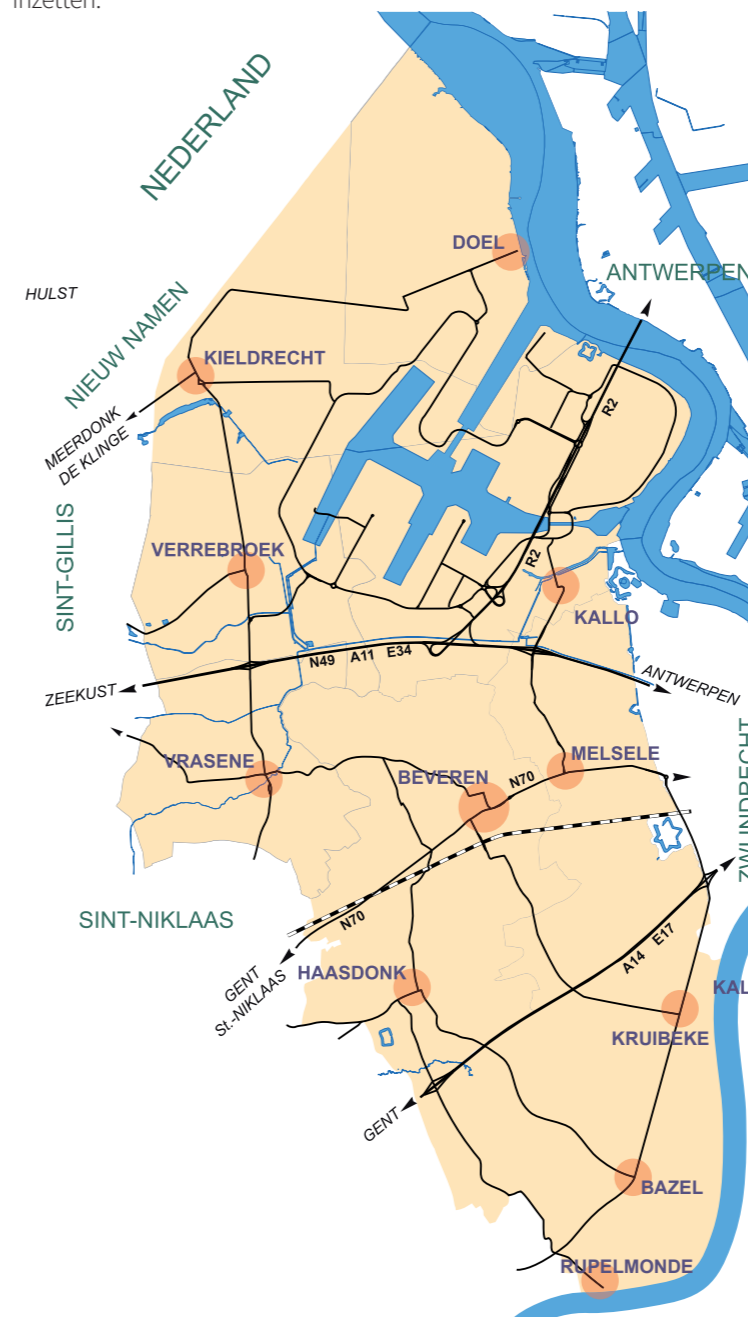 inzetten.
NEDERLAND
DOEL
ANTWERPEN
HULST
NIEUW NAMEN
KIELDRECHT
R2
MEERDONK
DE KLINGE
SINT-GILLIS
VERREBROEK
R2
KALLO
N49 A11 E34
ZEEKUST
ANTWERPEN
VRASENE
MELSELE
BEVEREN
N70
ZWIJNDRECHT
SINT-NIKLAAS
N70
GENT
St.-NIKLAAS
A14 E17
HAASDONK
KAL
KRUIBEKE
GENT
BAZEL
RUPELMONDE